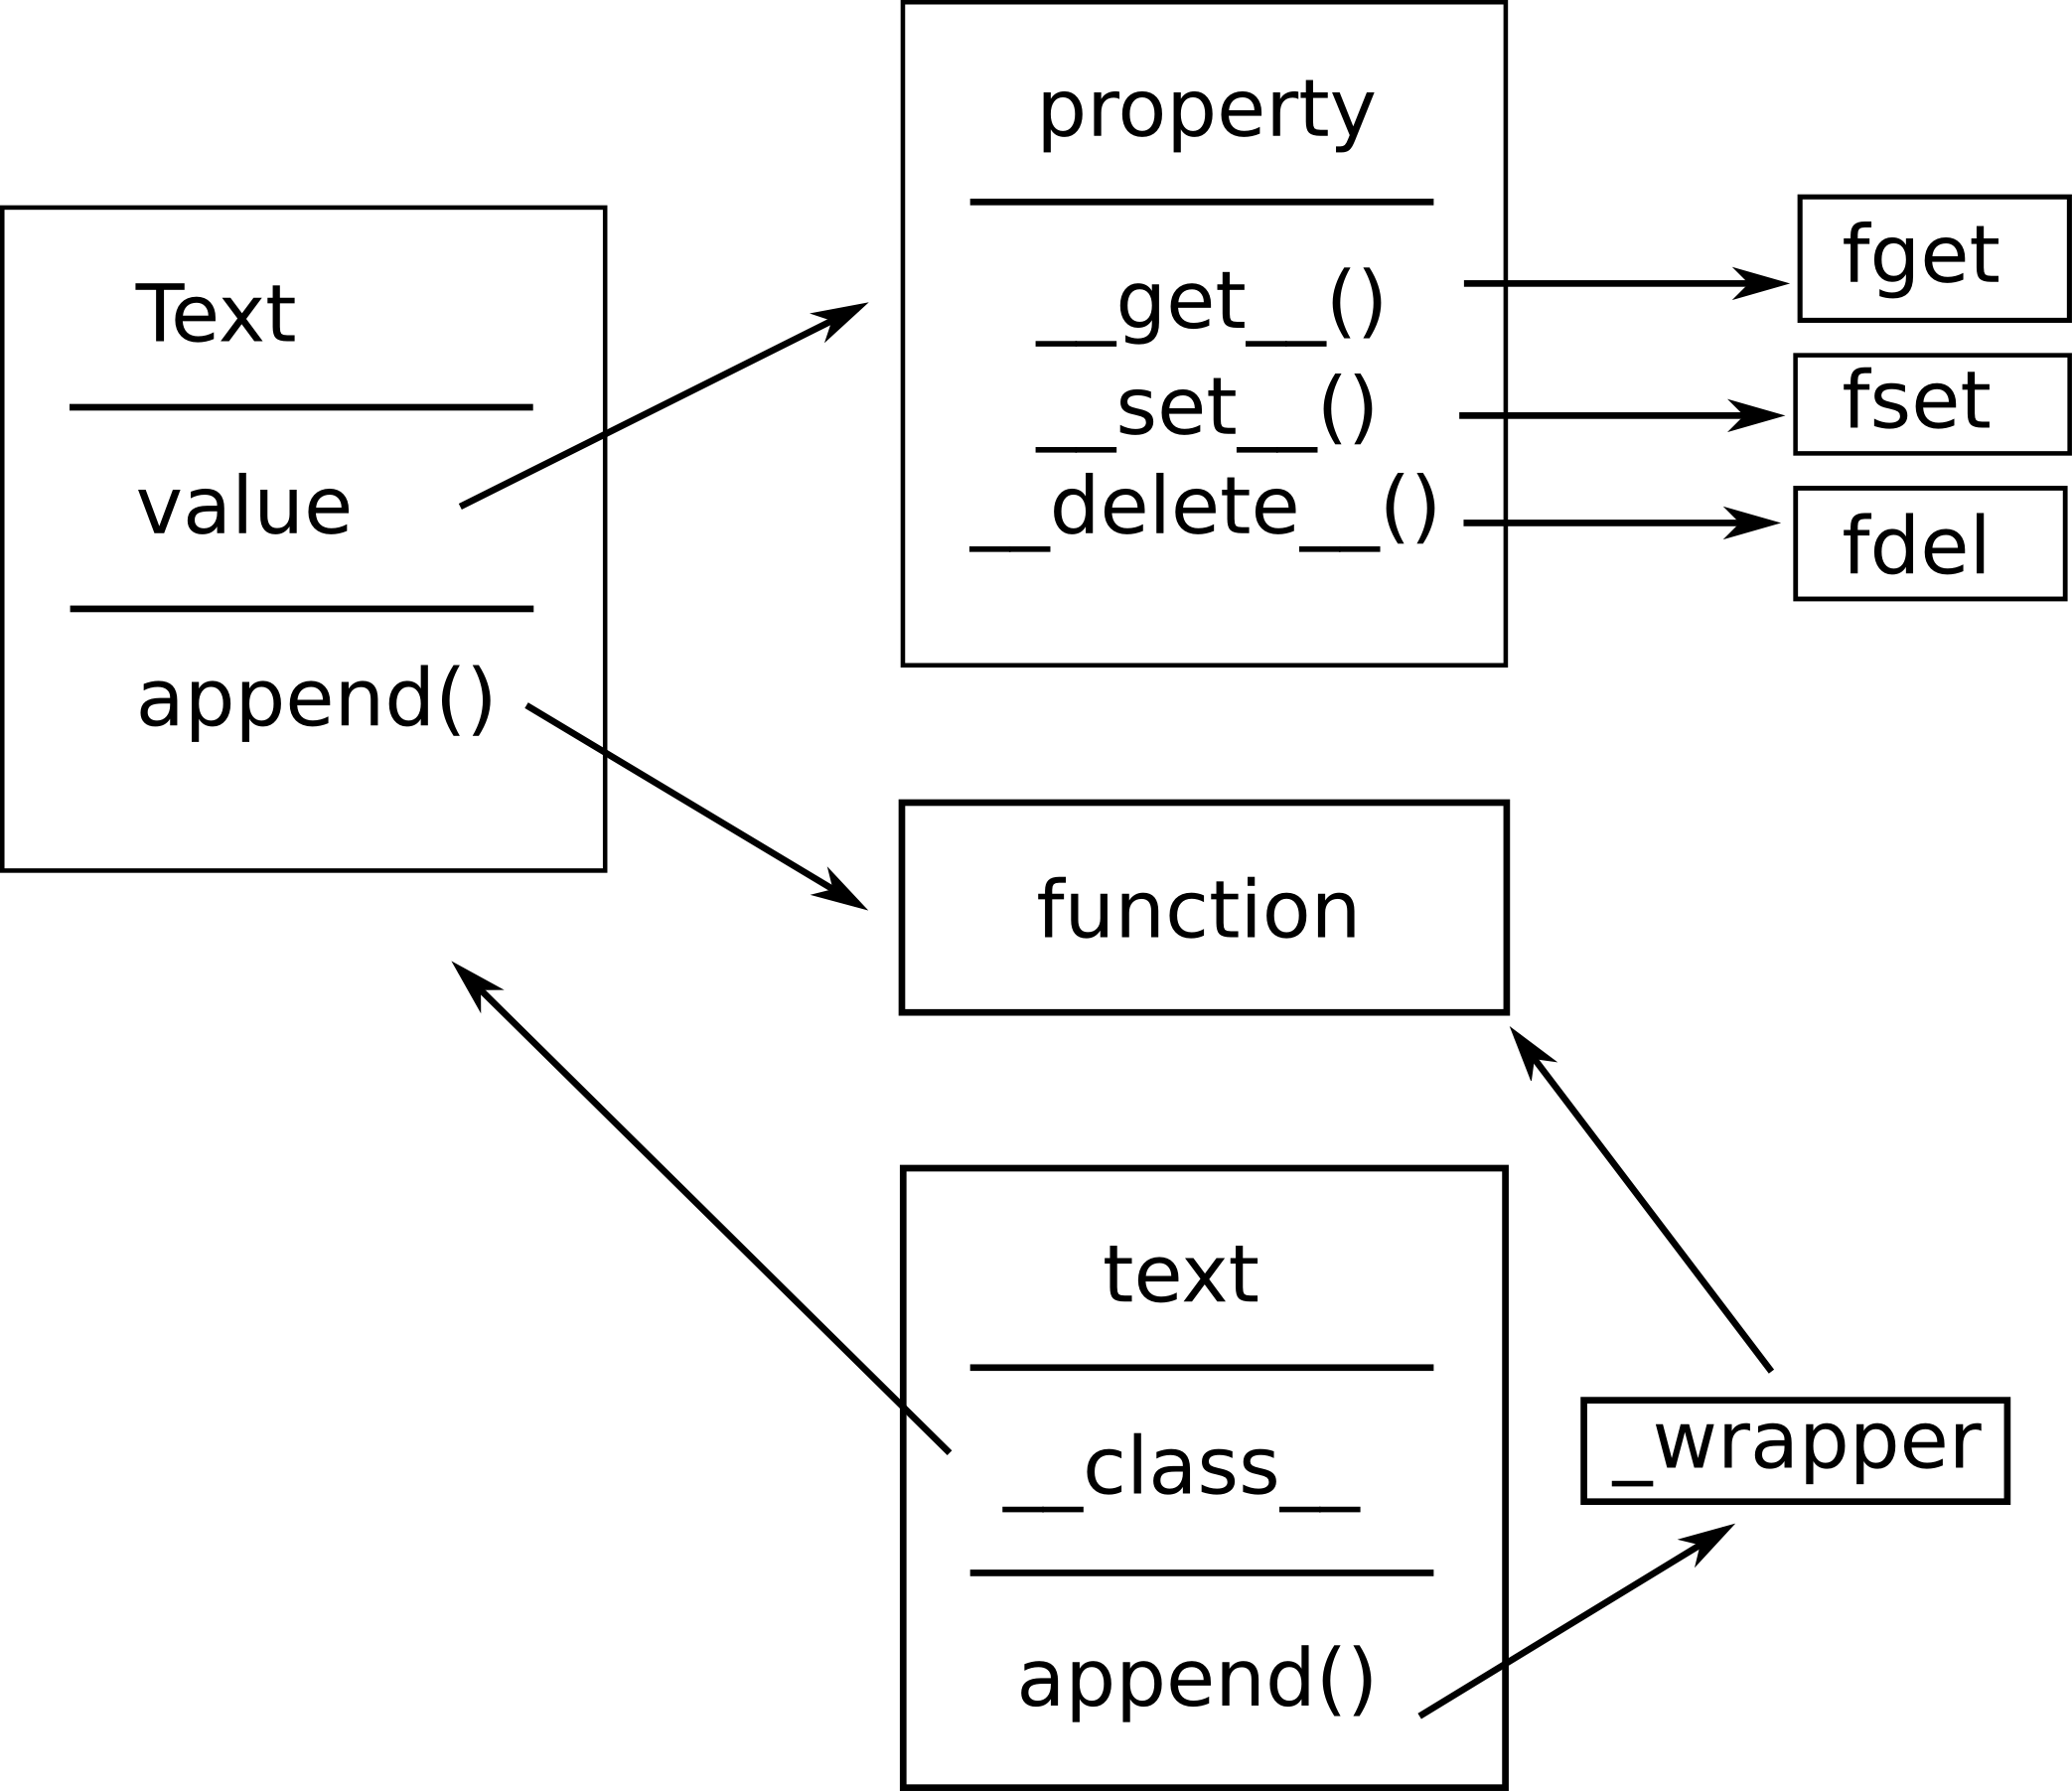 Text
value
append()
property
__get__()
__set__()
__delete__()
fget
fset
fdel
function
text
__class__
append()
_wrapper